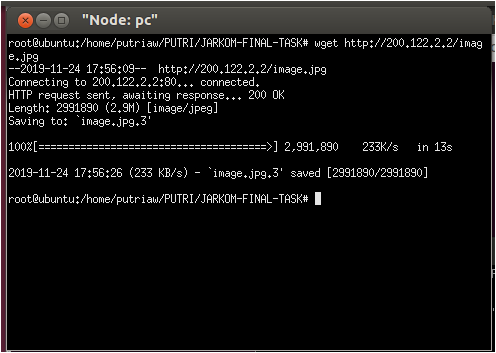 "Node: pc"
root@ubuntu:/home/putriaw/PUTRI/JARKOM-FINAL-TASK# wget http://200.122.2.2/imag
e.jpg
--2019-11-24 17:56:09--  http://200.122.2.2/image.jpg
Connecting to 200.122.2.2:80... connected.
HTTP request sent, awaiting response... 200 OK
Length: 2991890 (2.9M) [image/jpeg]
Saving to: `image.jpg.3'
100%[======================================>] 2,991,890    233K/s   in 13s
2019-11-24 17:56:26 (233 KB/s) - `image.jpg.3' saved [2991890/2991890]
root@ubuntu:/home/putriaw/PUTRI/JARKOM-FINAL-TASK#